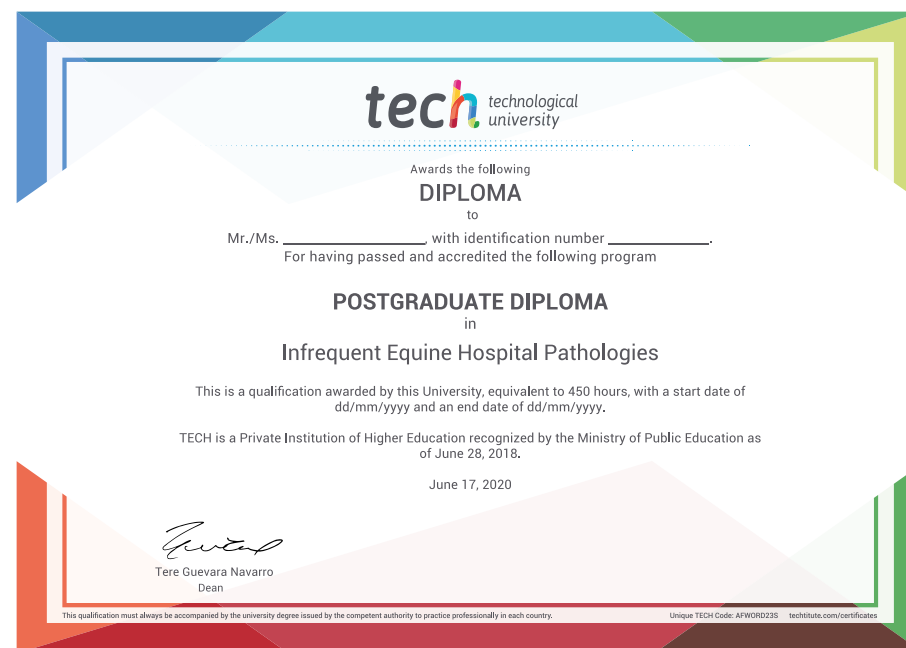 tech technological
university
Awards the following
DIPLOMA
to
Mr./Ms. ________________, with identification number ____________.
For having passed and accredited the following program
POSTGRADUATE DIPLOMA
in
Infrequent Equine Hospital Pathologies
This is a qualification awarded by this University, equivalent to 450 hours, with a start date of
dd/mm/yyyy and an end date of dd/mm/yyyy.
TECH is a Private Institution of Higher Education recognized by the Ministry of Public Education as
of June 28, 2018.
June 17, 2020
Tere Guevara Navarro
Dean
This qualification must always be accompanied by the university degree issued by the competent authority to practice professionally in each country.
Unique TECH Code: AFWORD23S techtitute.com/certificates